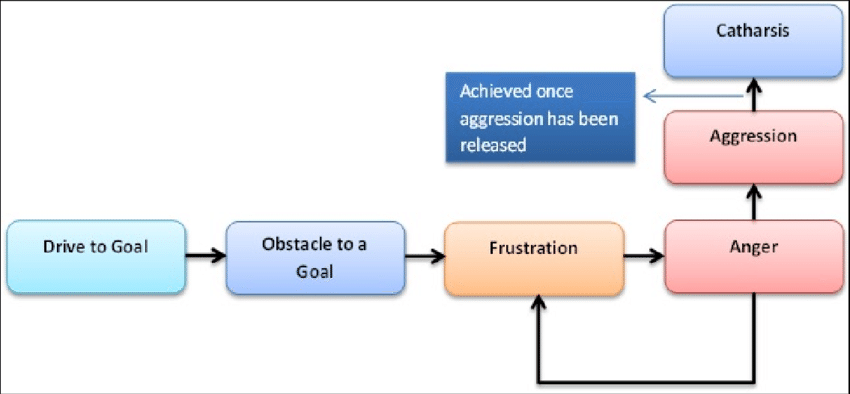 Catharsis
Achieved once
aggression has been
released
Aggression
Drive to Goal
Obstacle to a
Goal
Frustration
Anger